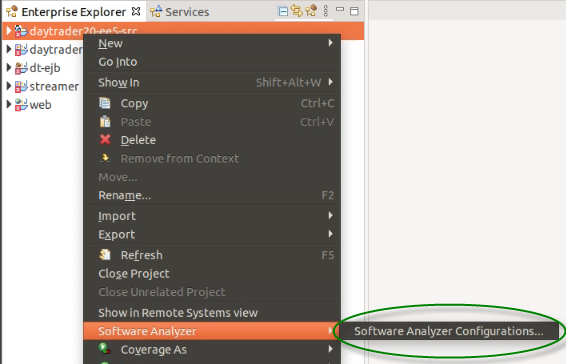 Enterprise Explorer Services
daytrader20-ee5-src
daytrader
dt-ejb
streamer
web
New
Go Into
Show In Shift+Alt+W
Copy Ctrl+C
Paste Ctrl+V
Delete
Remove from Context
Move...
Rename... F2
Import
Export
Refresh F5
Close Project
Close Unrelated Project
Show in Remote Systems view
Software Analyzer
Software Analyzer Configurations...
Coverage As